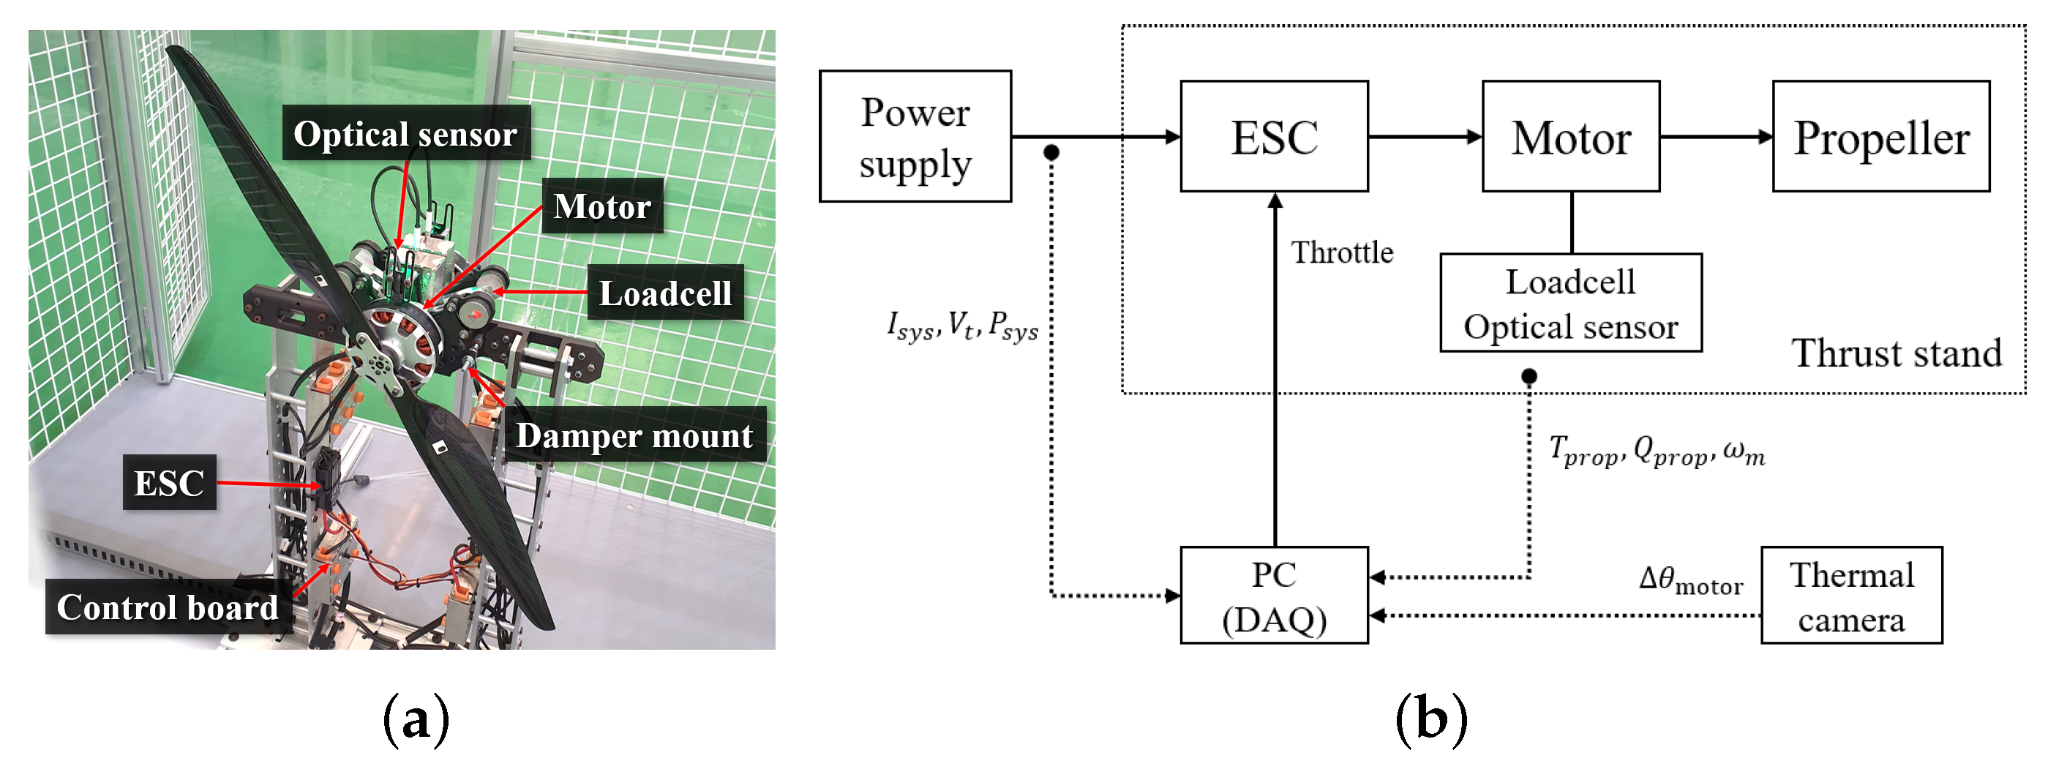 Optical sensor
Motor
Loadcell
Damper mount
ESC
Control board
(a)
Power
supply
ESC
Motor
Propeller
Throttle
Loadcell
Optical sensor
Thrust stand
I_sys, V_t, P_sys
T_prop, Q_prop, ω_m
PC
(DAQ)
Δθ_motor
Thermal
camera
(b)